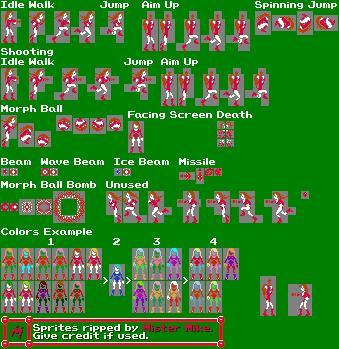 Idle Walk Jump Aim Up Spinning Jump
Shooting
Idle Walk Jump Aim Up
Morph Ball
Facing Screen Death
Beam Wave Beam Ice Beam Missile
Morph Ball Bomb Unused
Colors Example
1 2 3 4
> > >
Sprites ripped by Mister Mike.
Give credit if used.